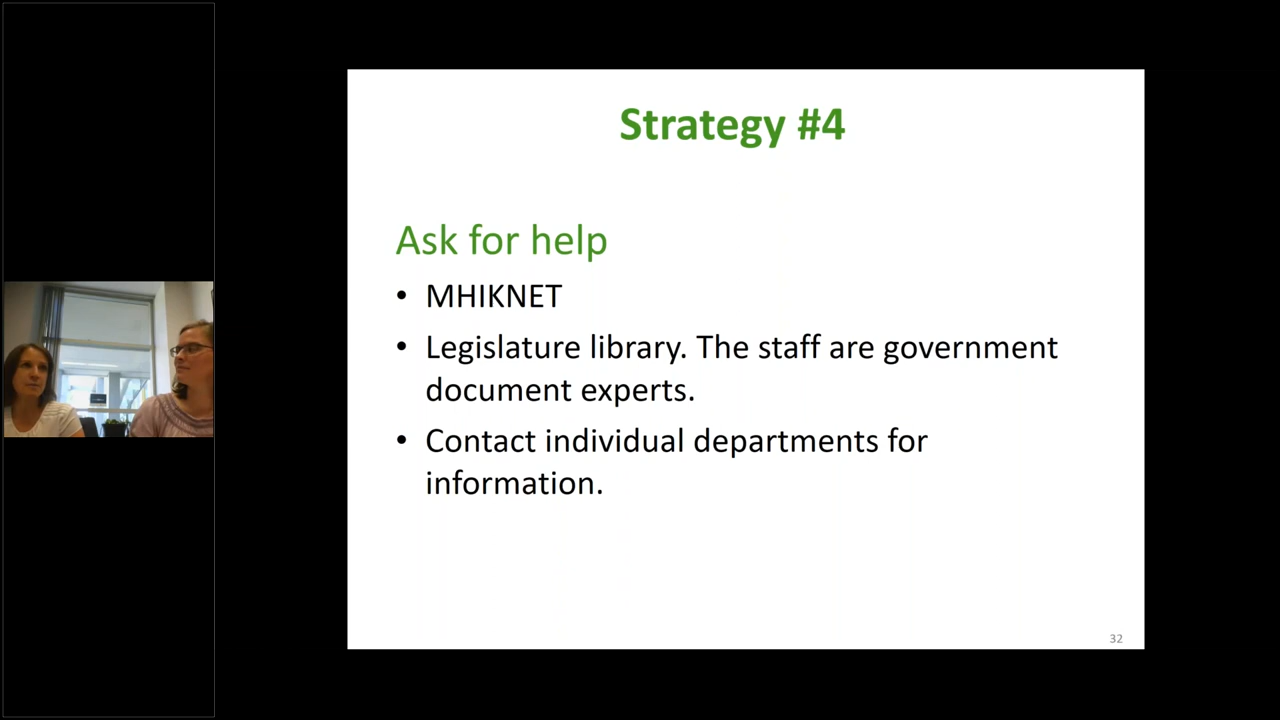 Strategy #4
Ask for help
• MHIKNET
• Legislature library. The staff are government
document experts.
• Contact individual departments for
information.
32